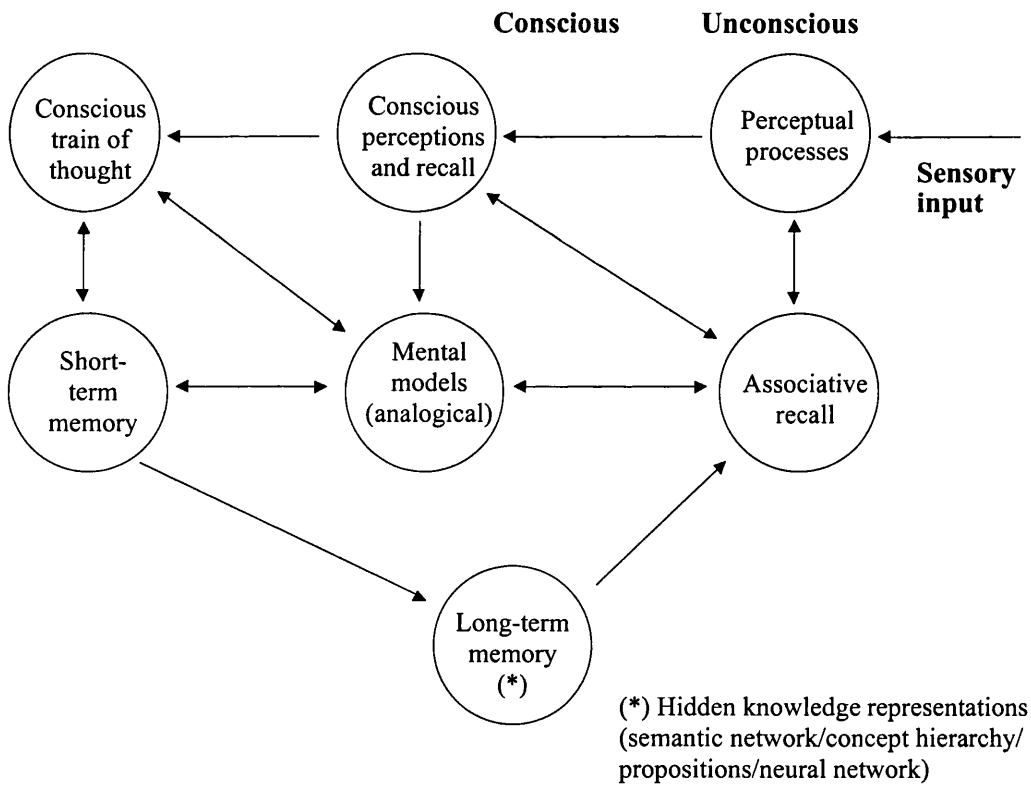 Conscious Unconscious
Conscious
train of
thought
Conscious
perceptions
and recall
Perceptual
processes
Sensory
input
Short-
term
memory
Mental
models
(analogical)
Associative
recall
Long-term
memory
(*)
(*) Hidden knowledge representations
(semantic network/concept hierarchy/
propositions/neural network)